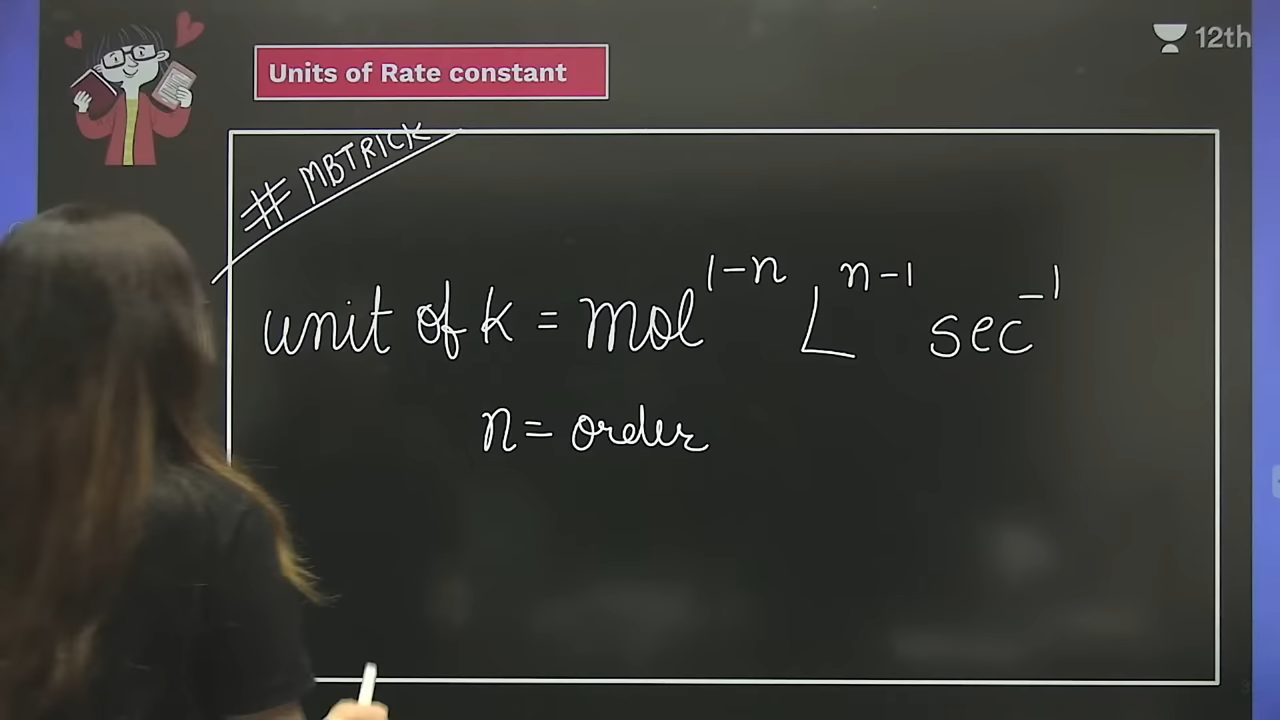 12th
Units of Rate constant
# MBTRICK
unit of k = mol^{1-n} L^{n-1} sec^{-1}
n = order